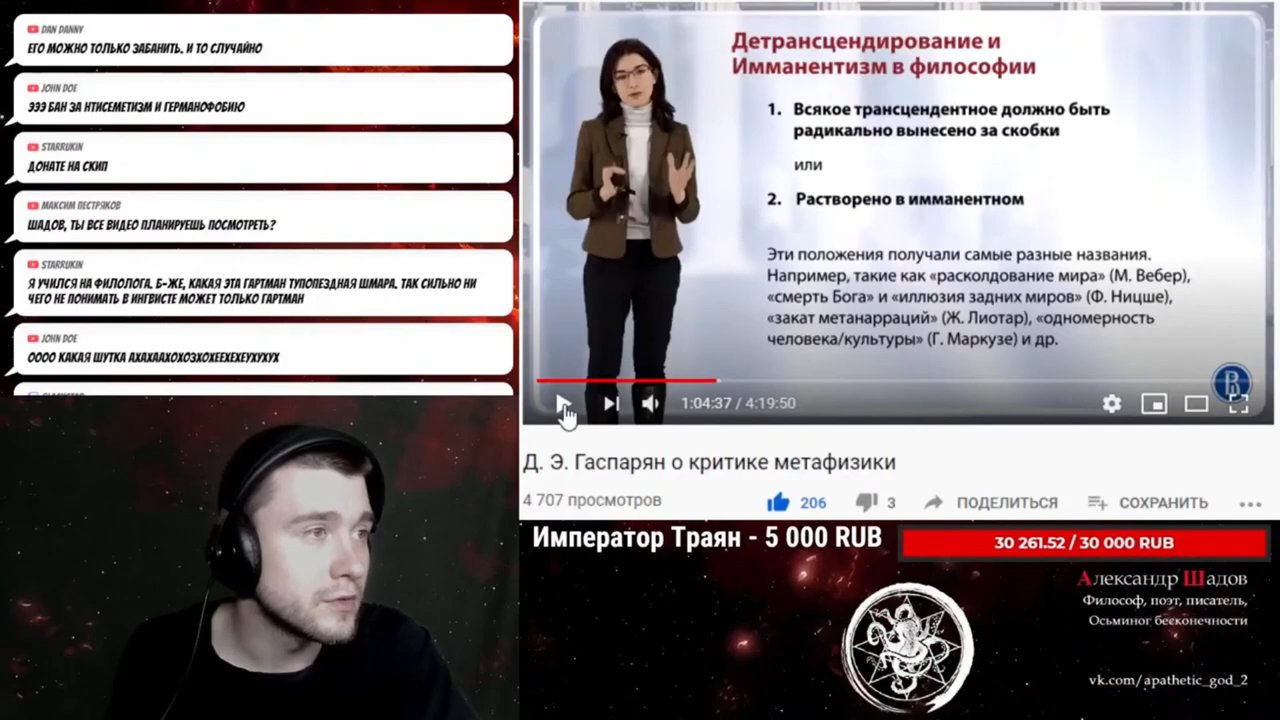 DAN DANNY
ЕГО МОЖНО ТОЛЬКО ЗАБАНИТЬ. И ТО СЛУЧАЙНО
JOHN DOE
ЭЭЭ БАН ЗА НТИСЕМЕТИЗМ И ГЕРМАНОФОБИЮ
STARRUKIN
ДОНАТЕ НА СКИП
МАКСИМ ПЕСТРЯКОВ
ШАДОВ, ТЫ ВСЕ ВИДЕО ПЛАНИРУЕШЬ ПОСМОТРЕТЬ?
STARRUKIN
Я УЧИЛСЯ НА ФИЛОЛОГА. Б-ЖЕ, КАКАЯ ЭТА ГАРТМАН ТУПОПЕЗДНАЯ ШМАРА. ТАК СИЛЬНО НИ
ЧЕГО НЕ ПОНИМАТЬ В ИНГВИСТЕ МОЖЕТ ТОЛЬКО ГАРТМАН
JOHN DOE
ОООО КАКАЯ ШУТКА АХАХААХОХОЗХОХЕЕХЕХЕУХУХУХ
Детрансцендирование и
Имманентизм в философии
1. Всякое трансцендентное должно быть
радикально вынесено за скобки
или
2. Растворено в имманентном
Эти положения получали самые разные названия.
Например, такие как «расколдование мира» (М. Вебер),
«смерть Бога» и «иллюзия задних миров» (Ф. Ницше),
«закат метанарраций» (Ж. Лиотар), «одномерность
человека/культуры» (Г. Маркузе) и др.
1:04:37 / 4:19:50
Д. Э. Гаспарян о критике метафизики
4 707 просмотров
206
3
ПОДЕЛИТЬСЯ
СОХРАНИТЬ
Император Траян - 5 000 RUB
30 261.52 / 30 000 RUB
Александр Шадов
Философ, поэт, писатель,
Осьминог бесконечности
vk.com/apathetic_god_2